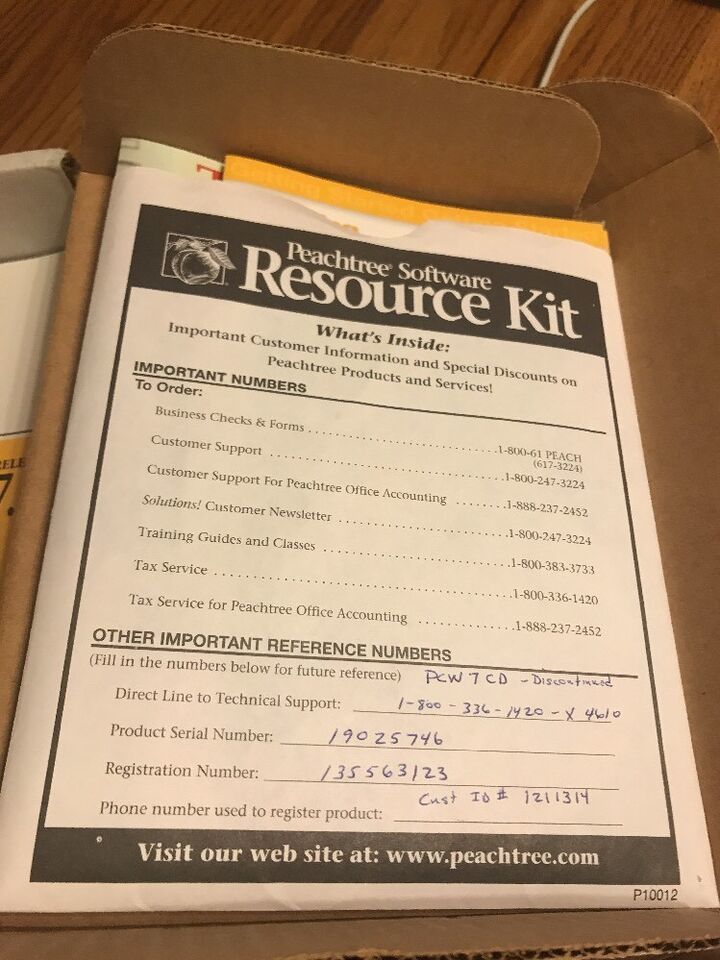 Getting Started
Peachtree® Software
Resource Kit
What's Inside:
Important Customer Information and Special Discounts on
Peachtree Products and Services!
IMPORTANT NUMBERS
To Order:
Business Checks & Forms ........................1-800-61 PEACH
(617-3224)
Customer Support ........................1-800-247-3224
Customer Support For Peachtree Office Accounting ........1-888-237-2452
Solutions! Customer Newsletter ........................1-800-247-3224
Training Guides and Classes ........................1-800-383-3733
Tax Service ........................1-800-336-1420
Tax Service for Peachtree Office Accounting ..............1-888-237-2452
OTHER IMPORTANT REFERENCE NUMBERS
(Fill in the numbers below for future reference) PCW 7 CD - Discontinued
Direct Line to Technical Support: 1-800-336-1420-X 4610
Product Serial Number: 19025746
Registration Number: 135563123
Cust ID # 1211314
Phone number used to register product:
Visit our web site at: www.peachtree.com
P10012
RELE
7.